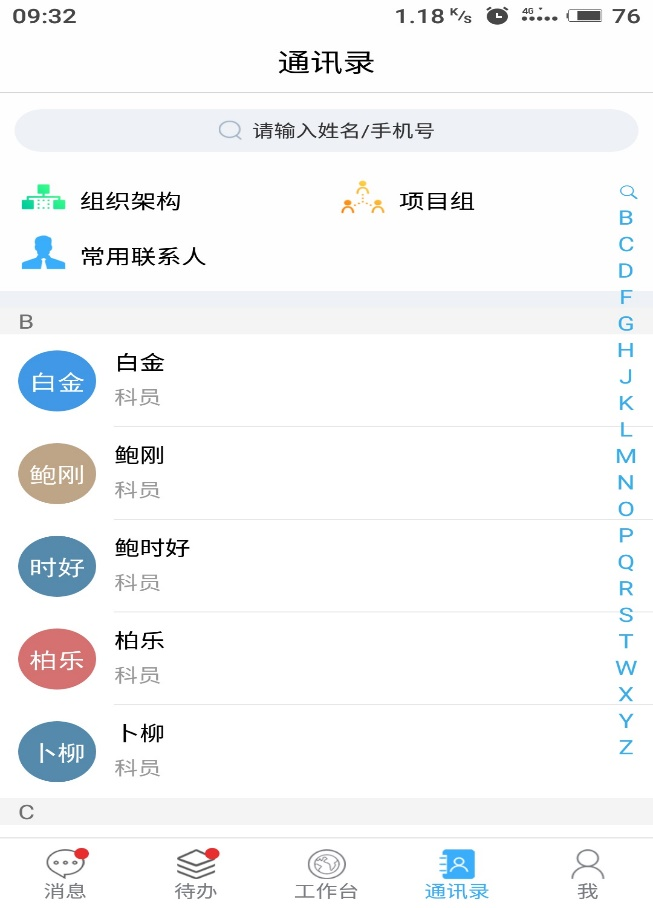 09:32 1.18 K/s 4G 76
通讯录
请输入姓名/手机号
组织架构 项目组
常用联系人
B
C
D
F
G
H
J
K
L
M
N
O
P
Q
R
S
T
W
X
Y
Z
B
白金 白金
科员
鲍刚 鲍刚
科员
时好 鲍时好
科员
柏乐 柏乐
科员
卜柳 卜柳
科员
C
消息 待办 工作台 通讯录 我